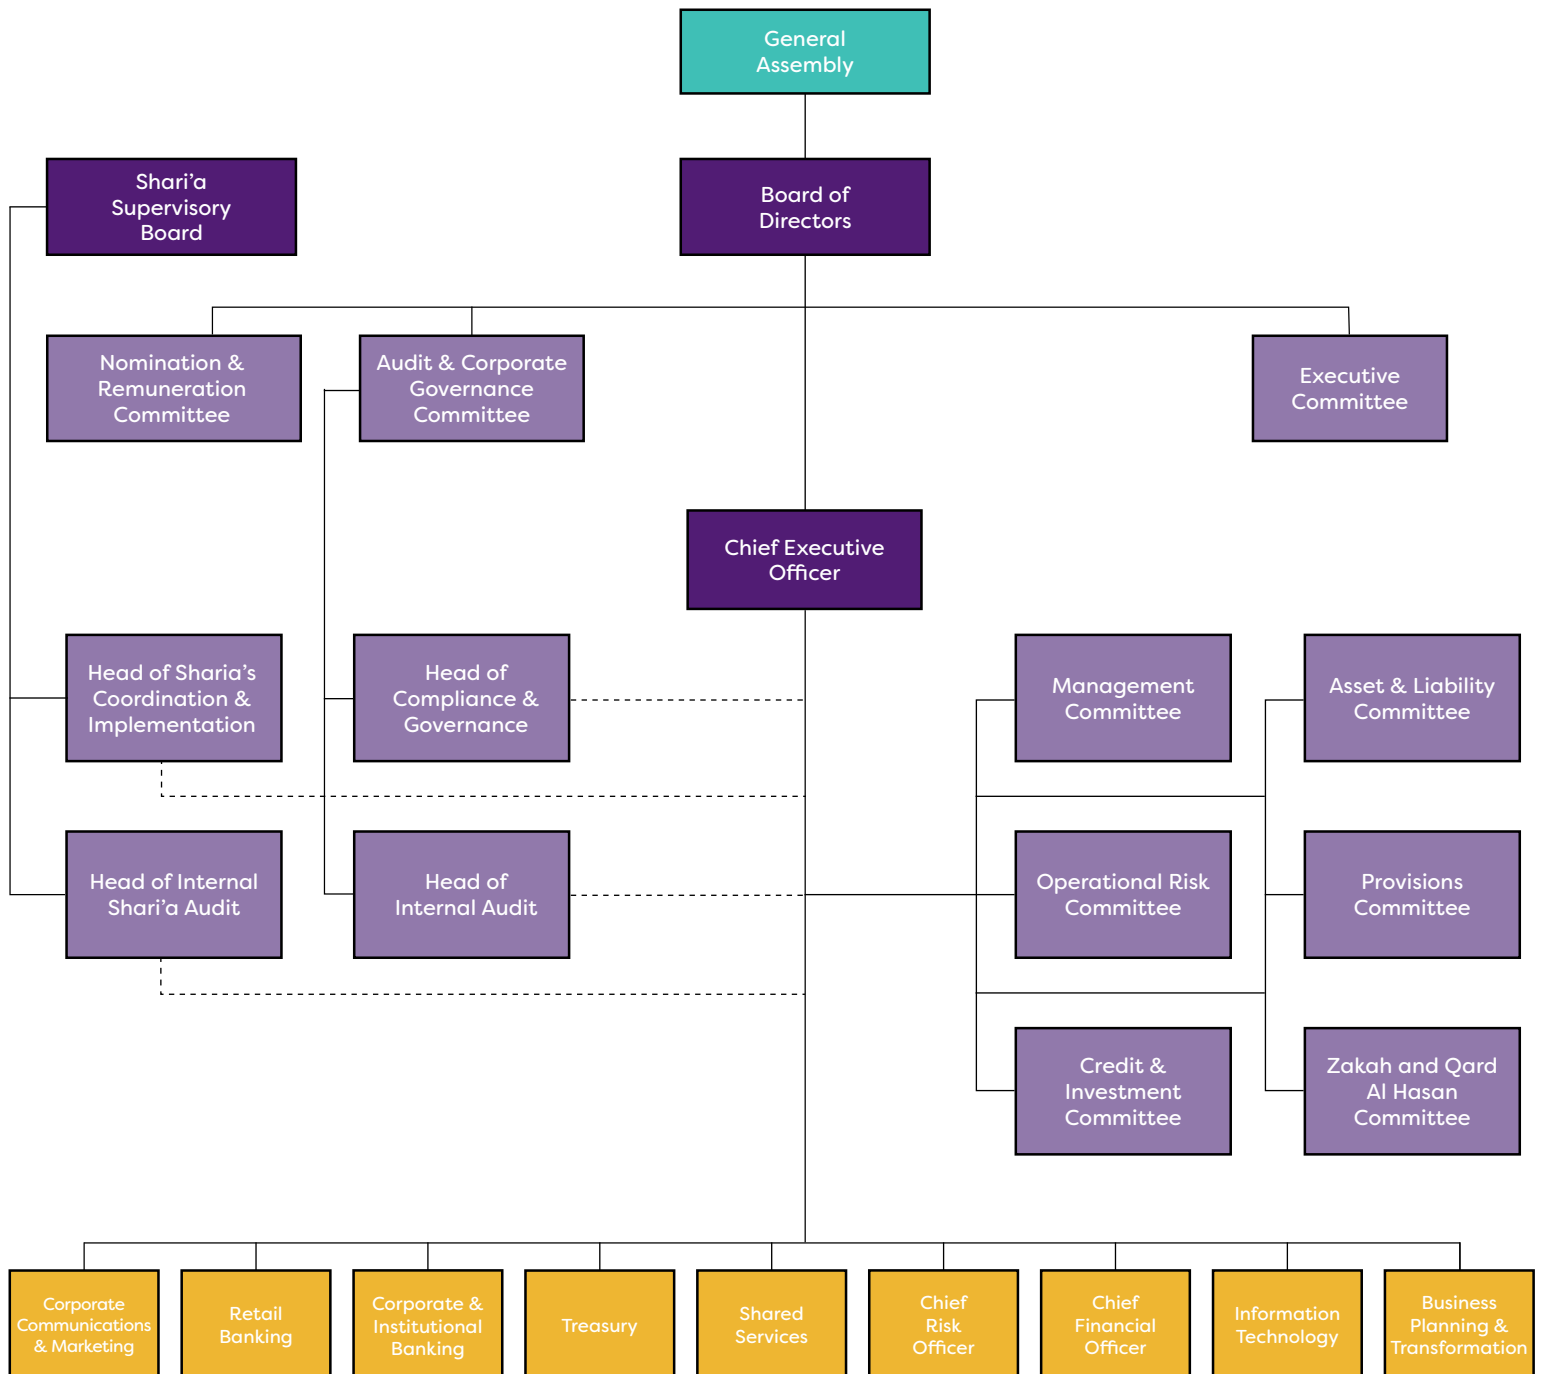 General
Assembly
Shari’a
Supervisory
Board
Board of
Directors
Nomination &
Remuneration
Committee
Audit & Corporate
Governance
Committee
Executive
Committee
Chief Executive
Officer
Head of Sharia’s
Coordination &
Implementation
Head of
Compliance &
Governance
Management
Committee
Asset & Liability
Committee
Head of Internal
Shari’a Audit
Head of
Internal Audit
Operational Risk
Committee
Provisions
Committee
Credit &
Investment
Committee
Zakah and Qard
Al Hasan
Committee
Corporate
Communications
& Marketing
Retail
Banking
Corporate &
Institutional
Banking
Treasury
Shared
Services
Chief
Risk
Officer
Chief
Financial
Officer
Information
Technology
Business
Planning &
Transformation